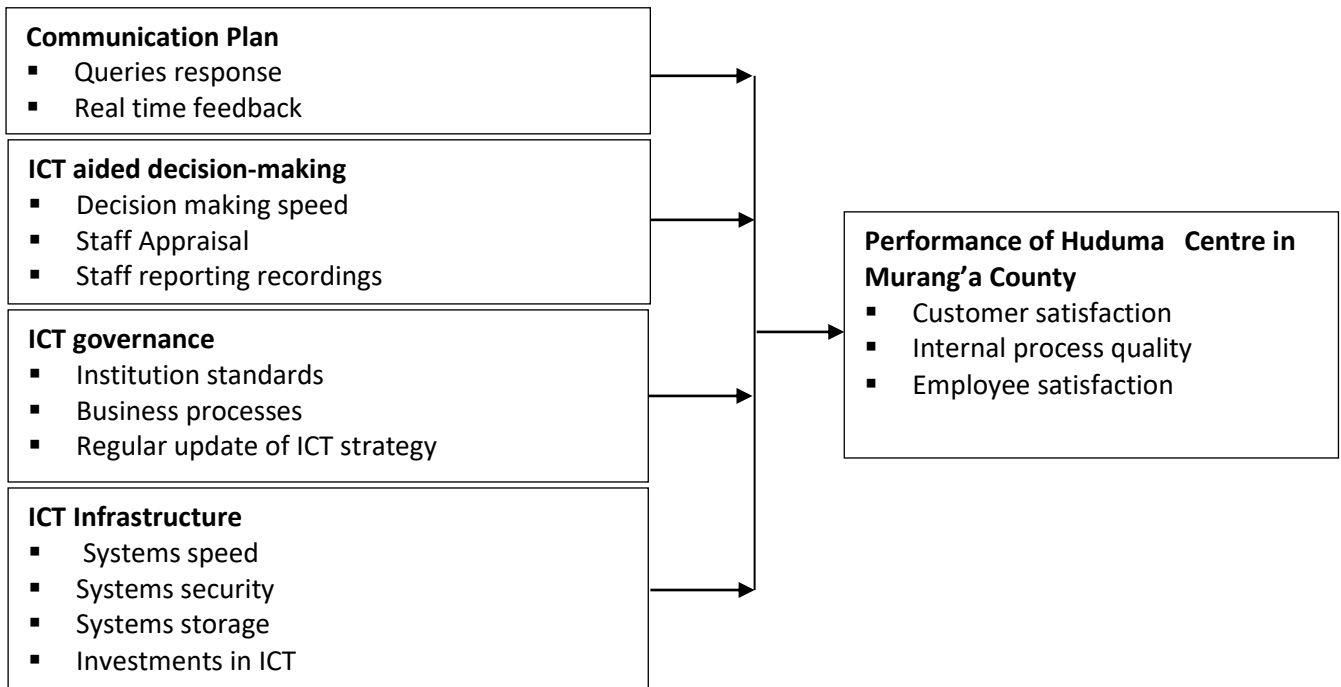 Communication Plan
▪ Queries response
▪ Real time feedback
ICT aided decision-making
▪ Decision making speed
▪ Staff Appraisal
▪ Staff reporting recordings
ICT governance
▪ Institution standards
▪ Business processes
▪ Regular update of ICT strategy
ICT Infrastructure
▪ Systems speed
▪ Systems security
▪ Systems storage
▪ Investments in ICT
Performance of Huduma Centre in
Murang’a County
▪ Customer satisfaction
▪ Internal process quality
▪ Employee satisfaction